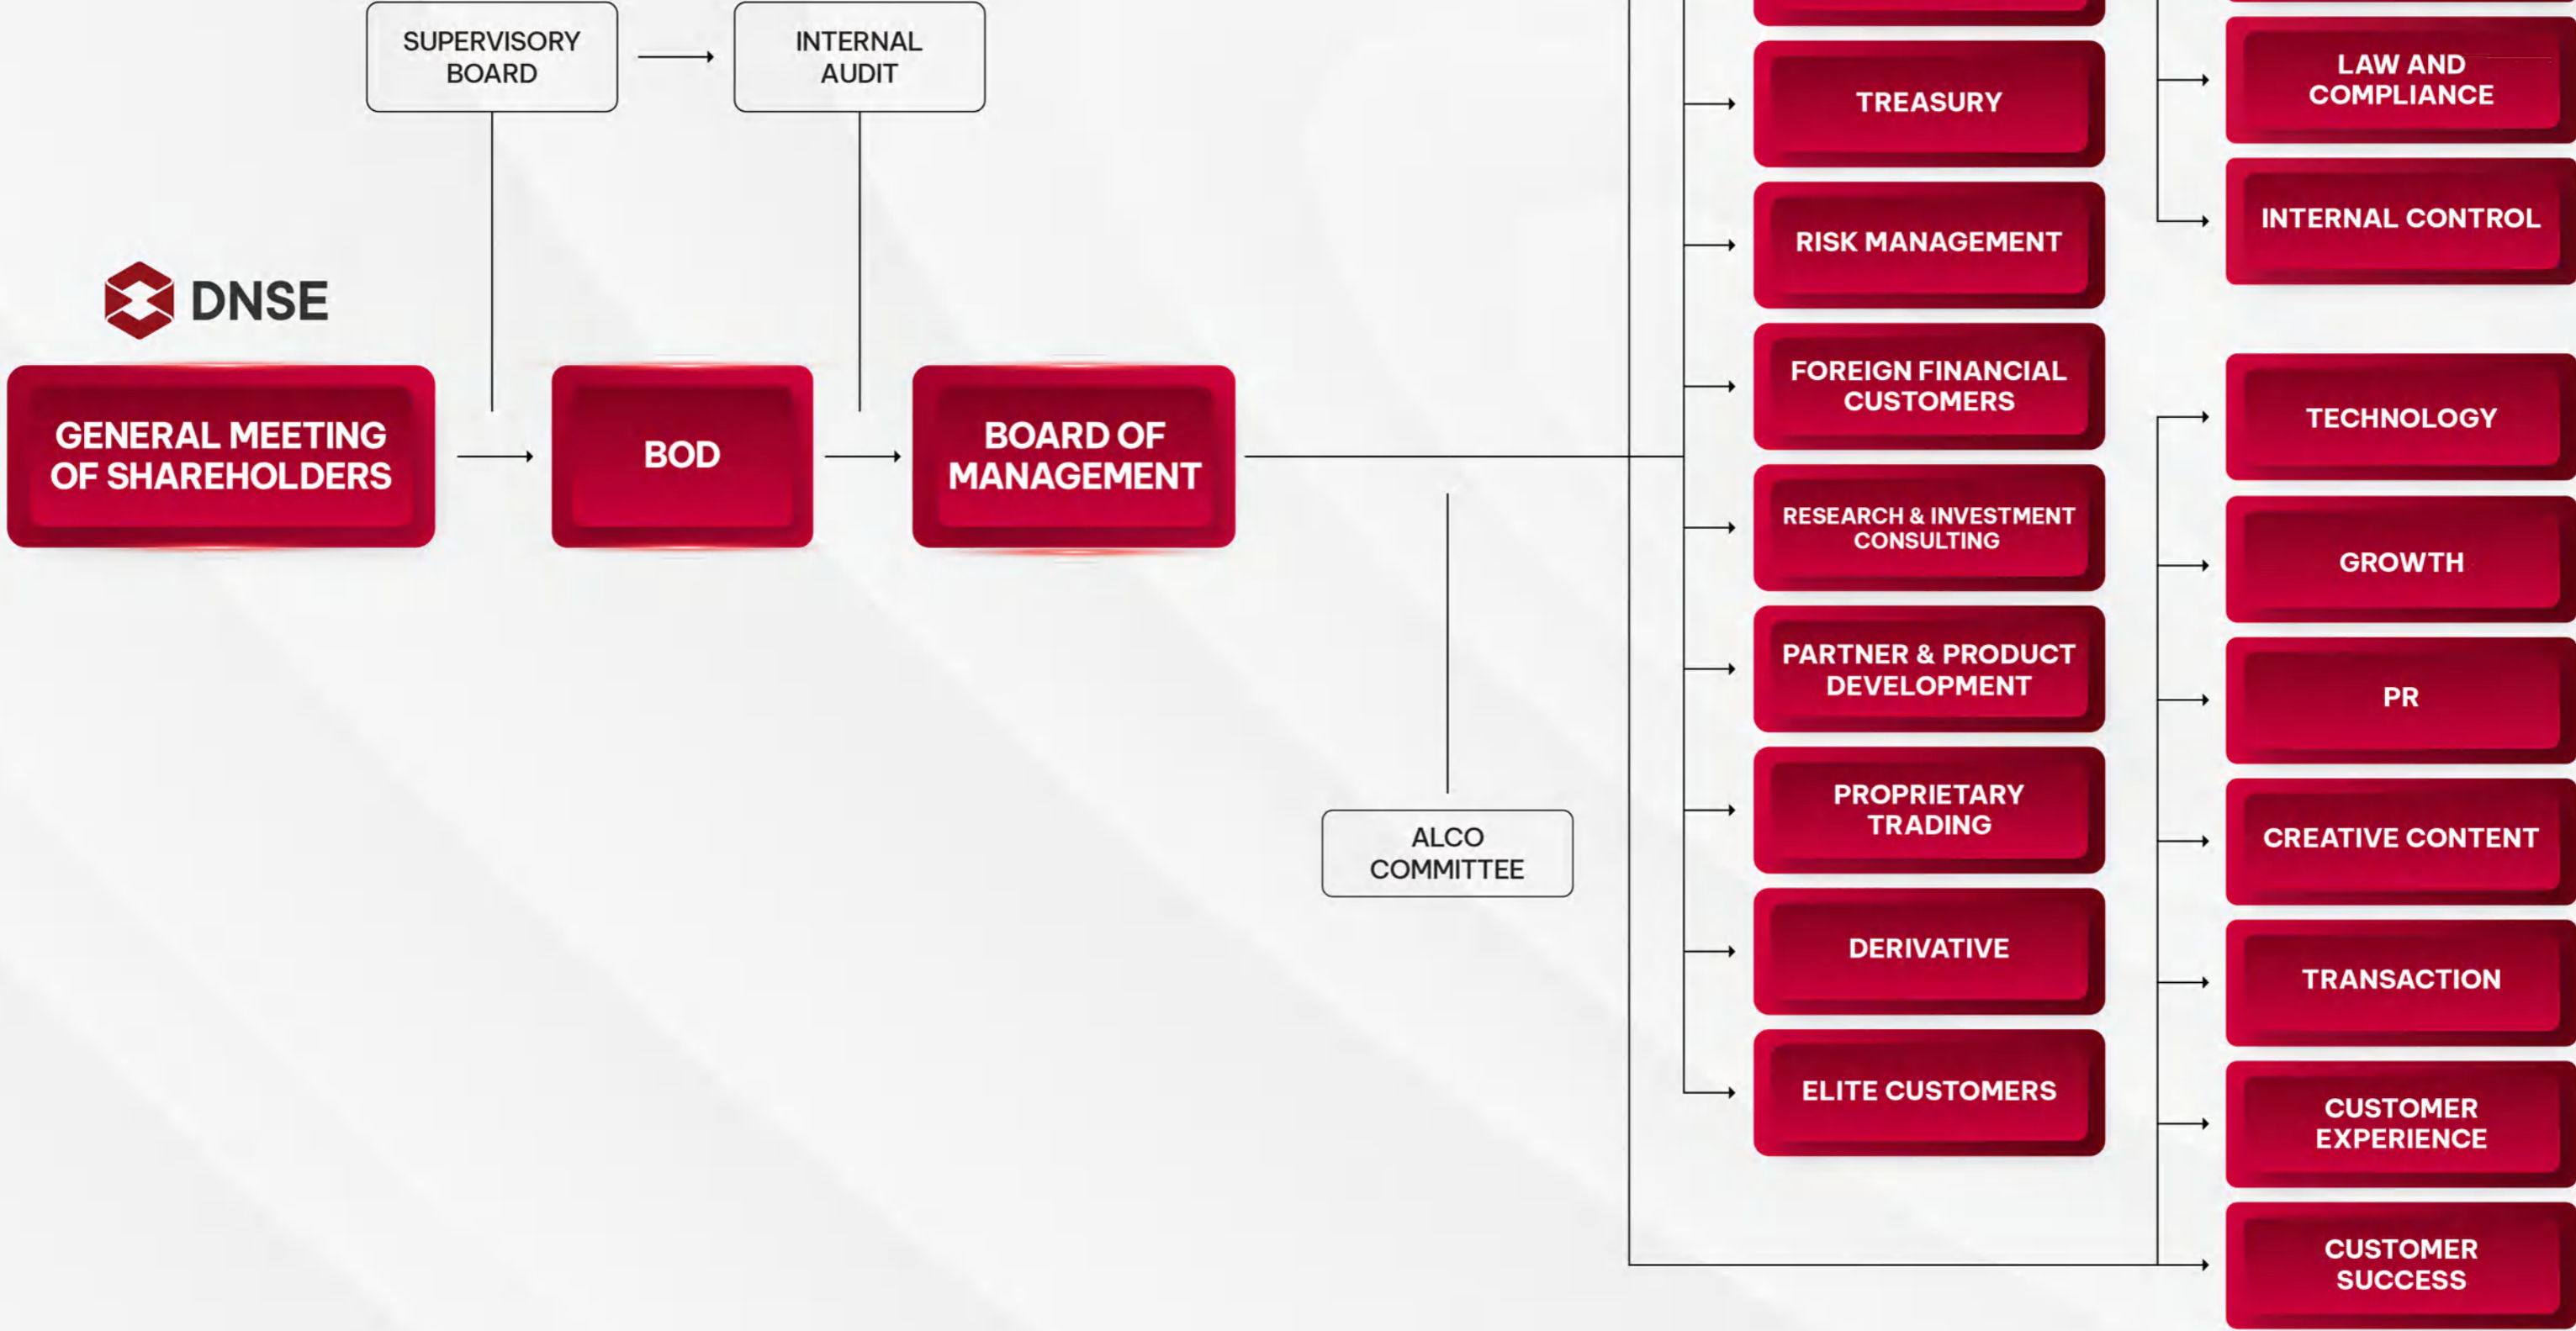 SUPERVISORY
BOARD
INTERNAL
AUDIT
DNSE
GENERAL MEETING
OF SHAREHOLDERS
BOD
BOARD OF
MANAGEMENT
ALCO
COMMITTEE
TREASURY
RISK MANAGEMENT
FOREIGN FINANCIAL
CUSTOMERS
RESEARCH & INVESTMENT
CONSULTING
PARTNER & PRODUCT
DEVELOPMENT
PROPRIETARY
TRADING
DERIVATIVE
ELITE CUSTOMERS
LAW AND
COMPLIANCE
INTERNAL CONTROL
TECHNOLOGY
GROWTH
PR
CREATIVE CONTENT
TRANSACTION
CUSTOMER
EXPERIENCE
CUSTOMER
SUCCESS